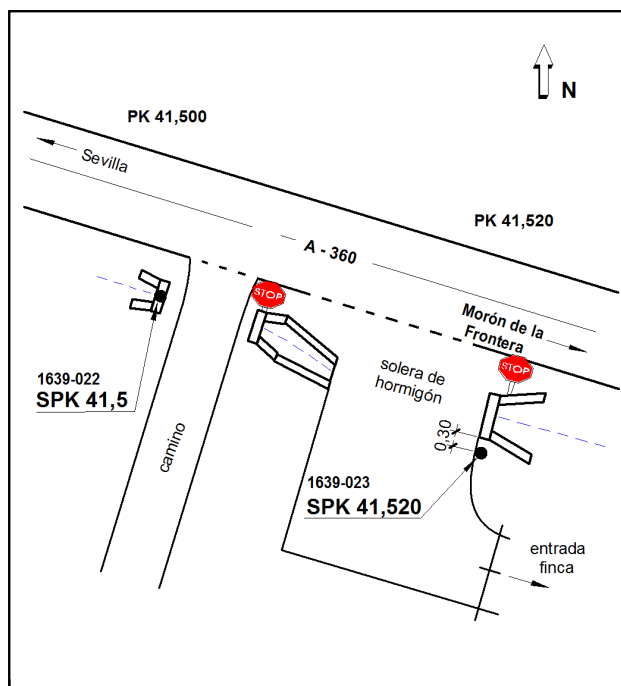 N
PK 41,500
Sevilla
PK 41,520
A - 360
STOP
Morón de la
Frontera
STOP
1639-022
SPK 41,5
solera de
hormigón
camino
0,30
1639-023
SPK 41,520
entrada
finca